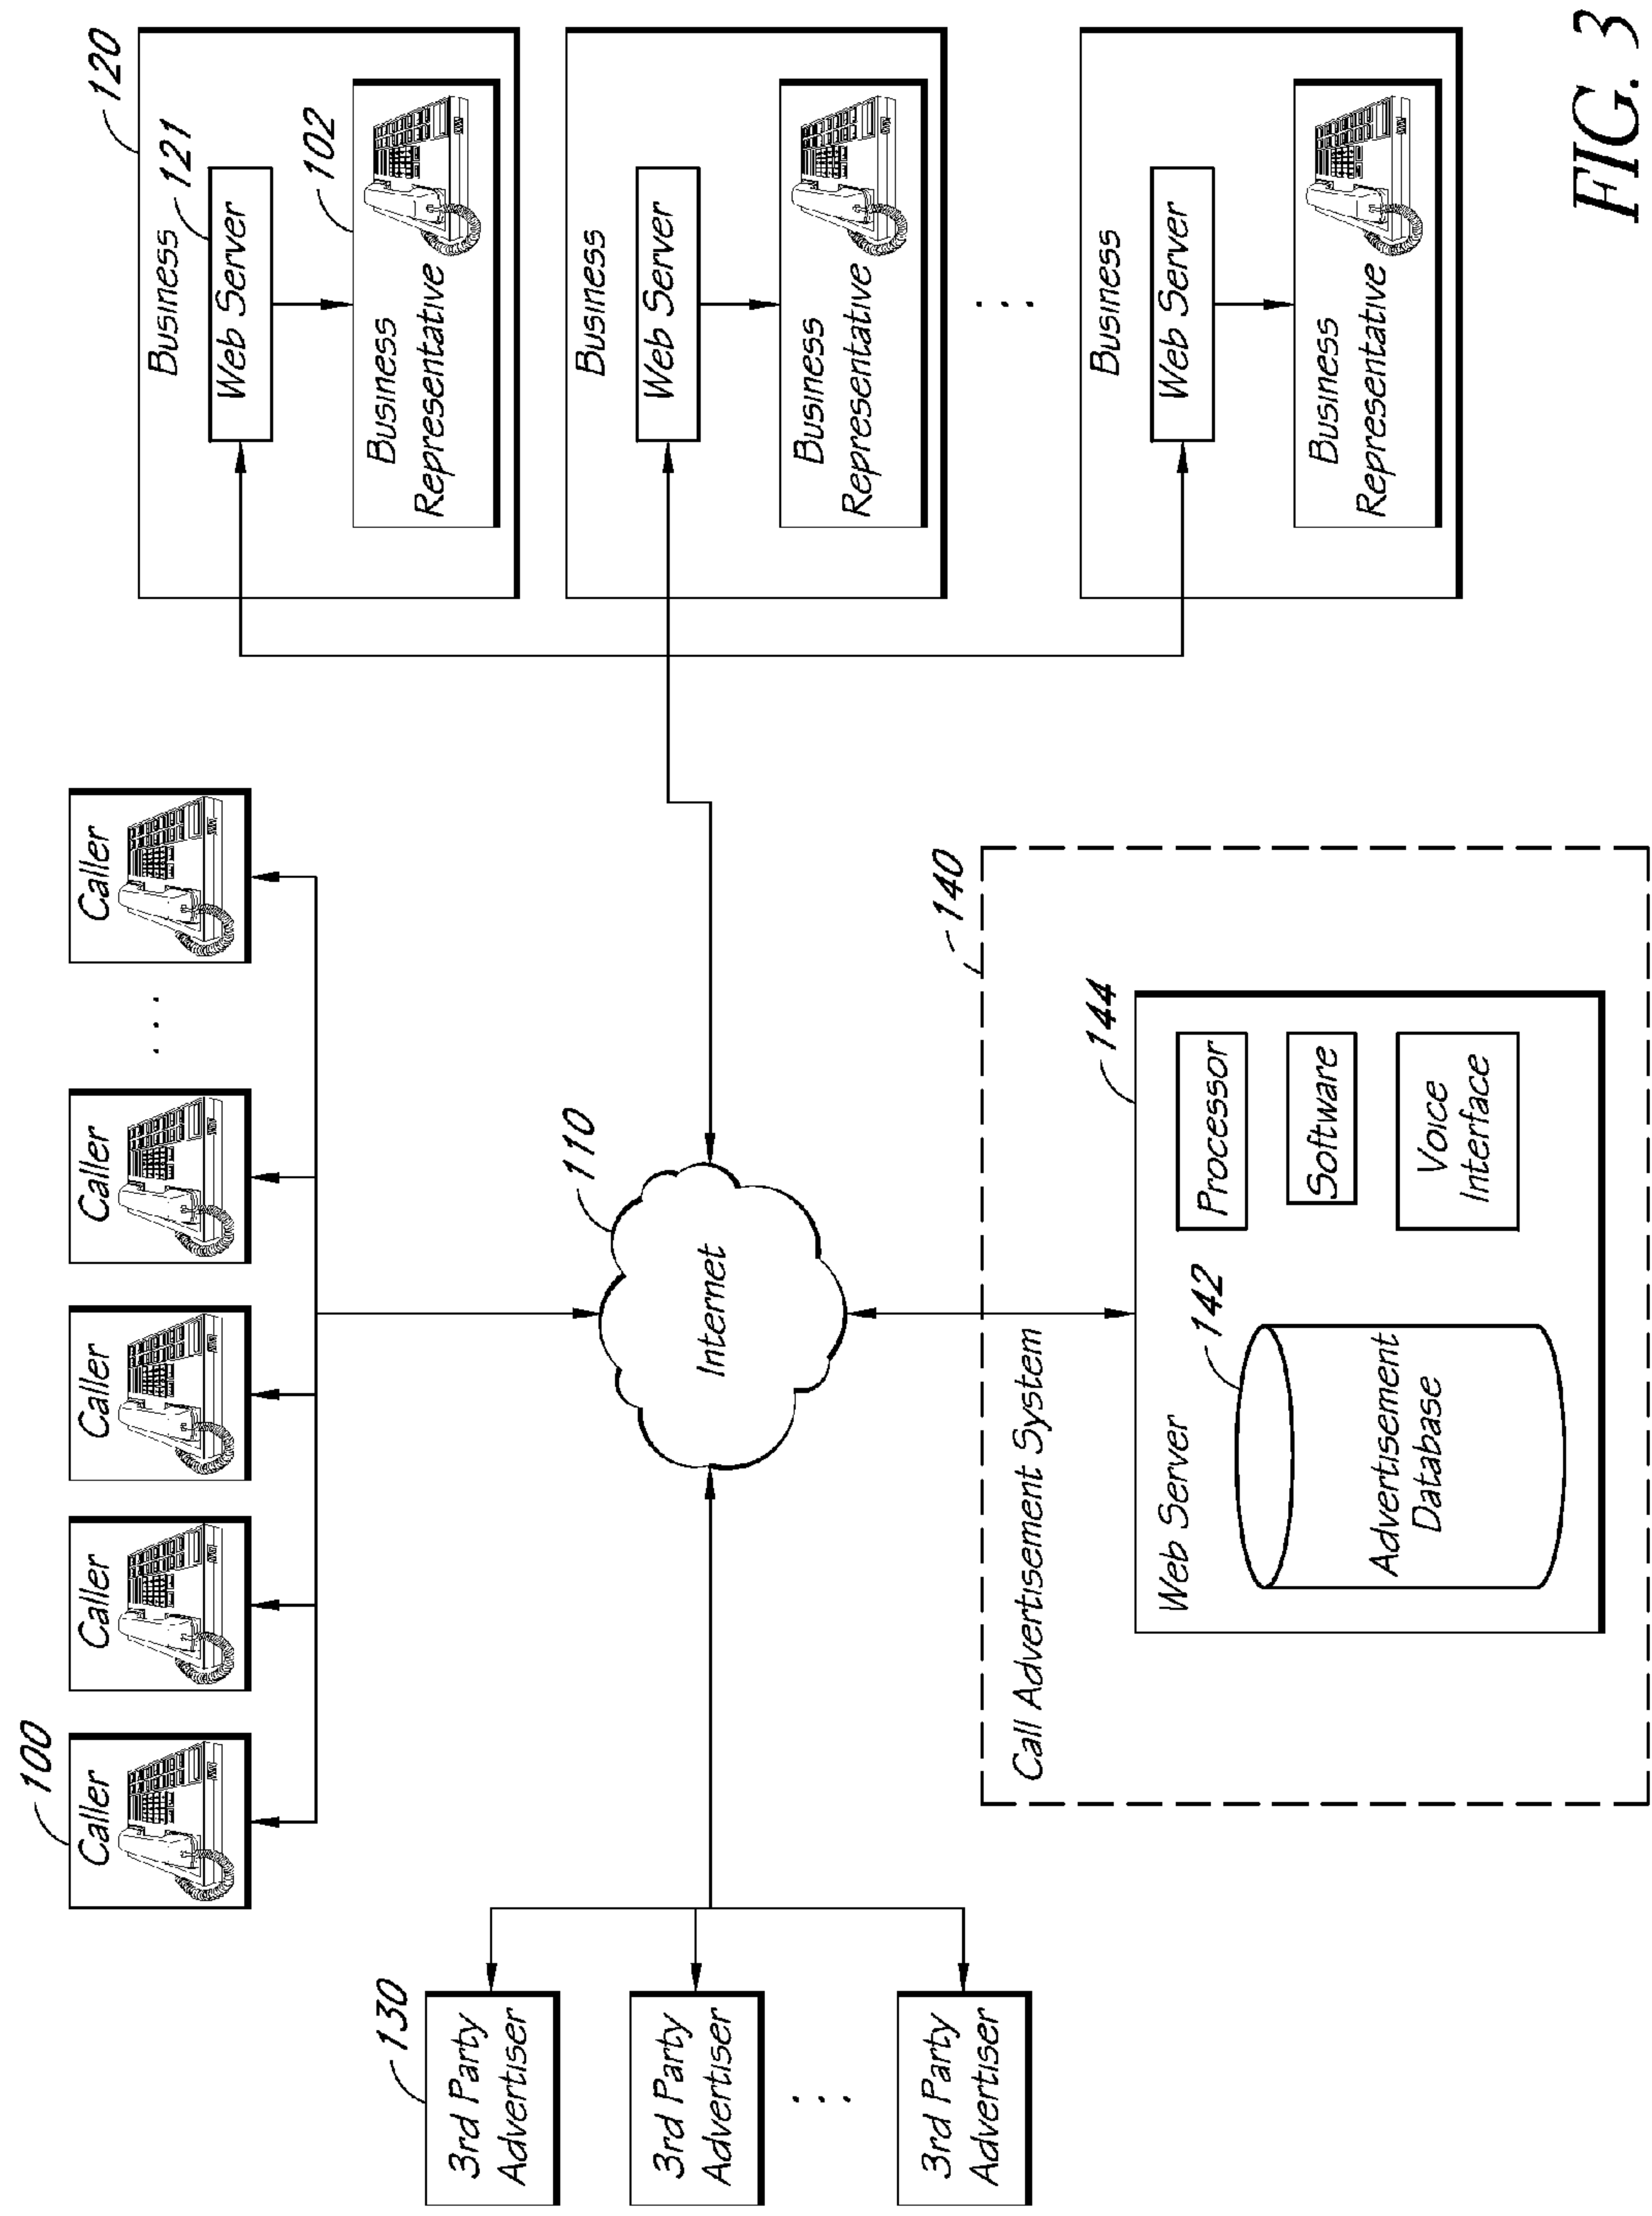 100
Caller
Caller
Caller
Caller
. . .
Caller
130
3rd Party
Advertiser
3rd Party
Advertiser
. . .
3rd Party
Advertiser
110
Internet
120
Business
121
Web Server
102
Business
Representative
Business
Web Server
Business
Representative
. . .
Business
Web Server
Business
Representative
140
Call Advertisement System
144
Web Server
142
Advertisement
Database
Processor
Software
Voice
Interface
FIG. 3